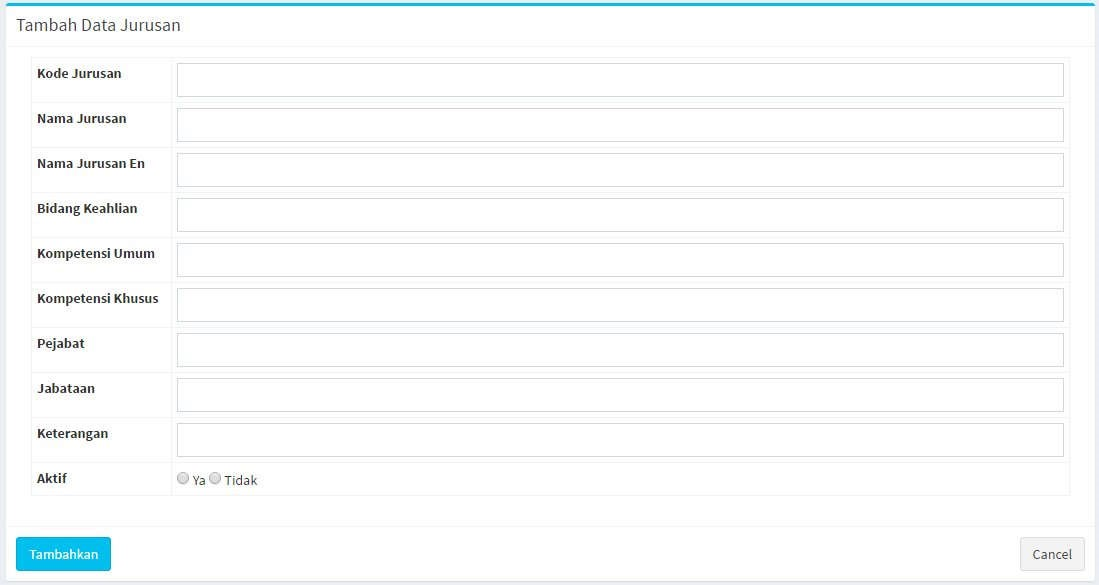 Tambah Data Jurusan
Kode Jurusan
Nama Jurusan
Nama Jurusan En
Bidang Keahlian
Kompetensi Umum
Kompetensi Khusus
Pejabat
Jabataan
Keterangan
Aktif Ya Tidak
Tambahkan Cancel